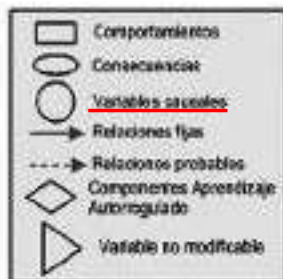 Comportamientos
Consecuencias
Variables causales
Relaciones fijas
Relaciones probables
Componentes Aprendizaje
Autorregulado
Variable no modificable